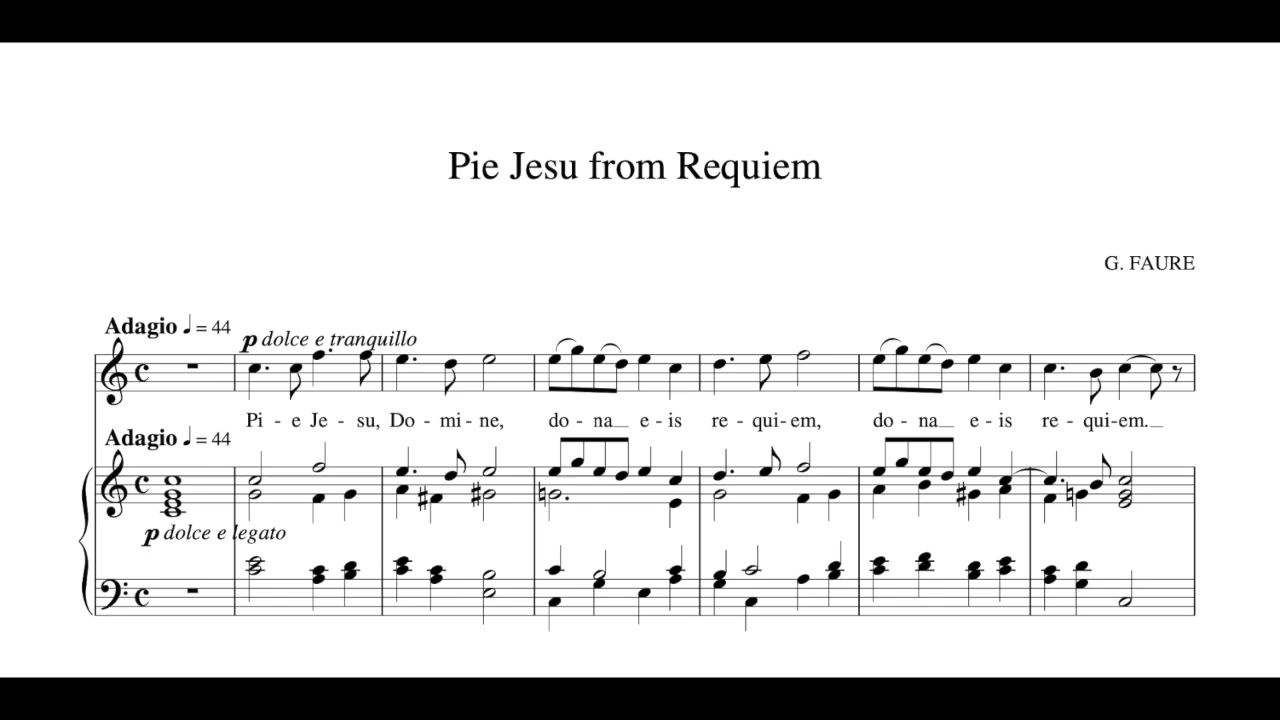 Pie Jesu from Requiem
G. FAURE
Adagio ♩ = 44
p dolce e tranquillo
Pi - e Je - su, Do - mi - ne, do - na e - is re - qui - em, do - na e - is re - qui - em.
Adagio ♩ = 44
p dolce e legato